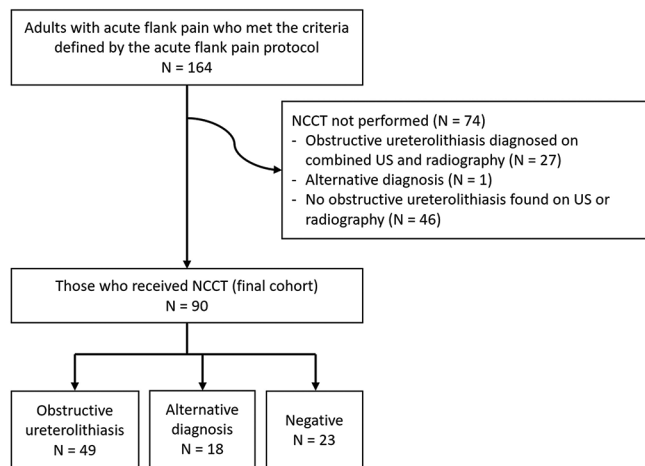 Adults with acute flank pain who met the criteria
defined by the acute flank pain protocol
N = 164
NCCT not performed (N = 74)
- Obstructive ureterolithiasis diagnosed on
combined US and radiography (N = 27)
- Alternative diagnosis (N = 1)
- No obstructive ureterolithiasis found on US or
radiography (N = 46)
Those who received NCCT (final cohort)
N = 90
Obstructive
ureterolithiasis
N = 49
Alternative
diagnosis
N = 18
Negative
N = 23